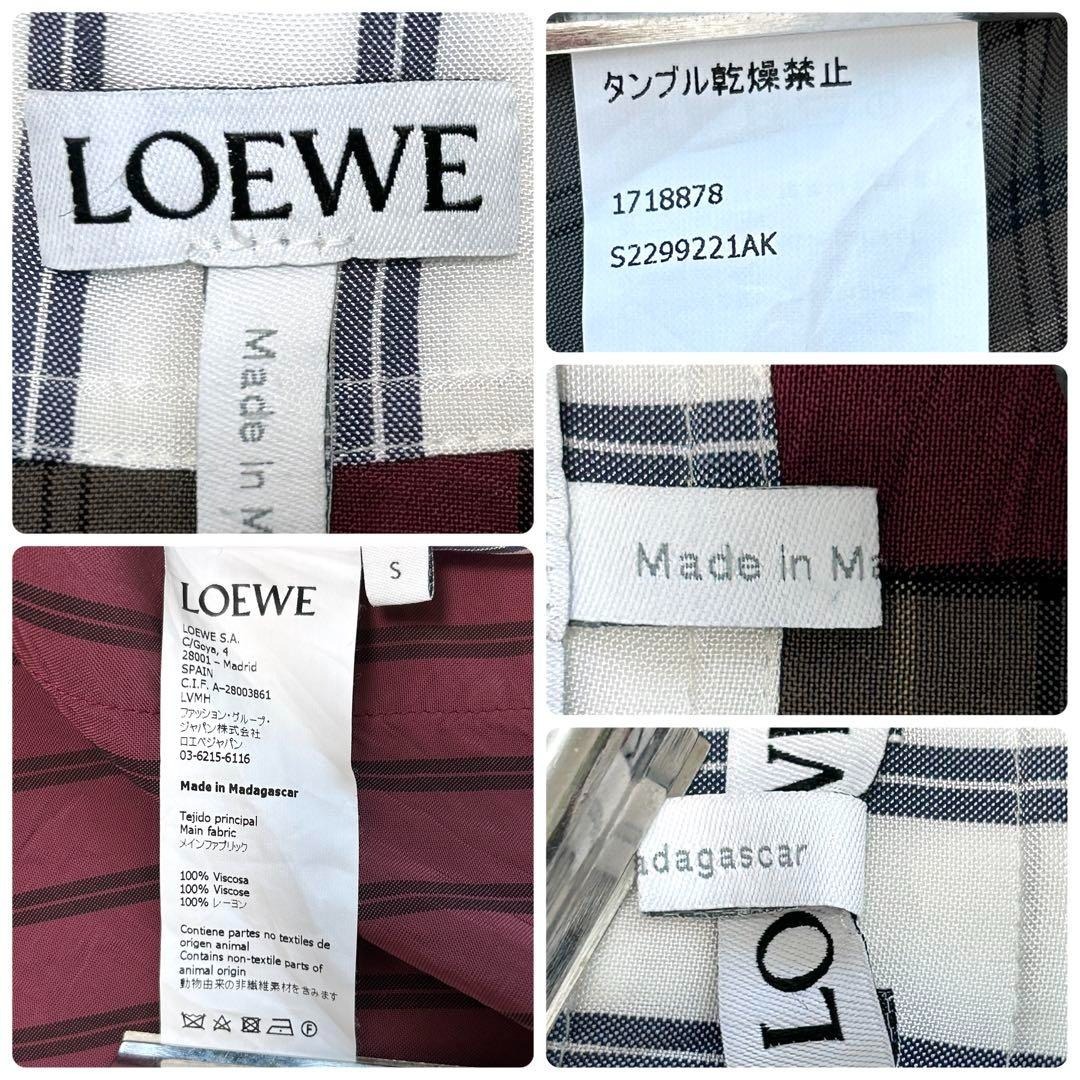 LOEWE
Made in M
タンブル乾燥禁止
1718878
S2299221AK
Made in Ma
LOEWE
LOEWE S.A.
C/Goya, 4
28001 – Madrid
SPAIN
C.I.F. A-28003861
LVMH
ファッション・グループ・
ジャパン株式会社
ロエベジャパン
03-6215-6116
Made in Madagascar
Tejido principal
Main fabric
メインファブリック
100% Viscosa
100% Viscose
100% レーヨン
Contiene partes no textiles de
origen animal
Contains non-textile parts of
animal origin
動物由来の非繊維素材を含みます
S
adagascar
LO